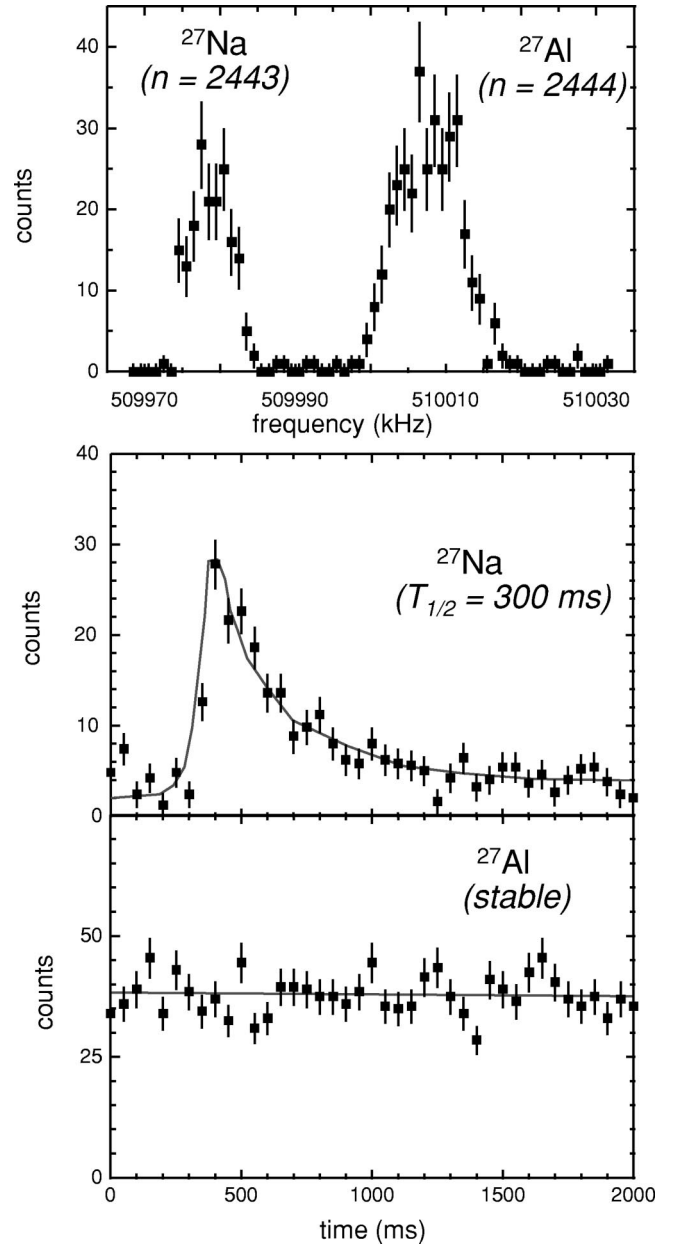 40
30
20
10
0
counts
²⁷Na
(n = 2443)
²⁷Al
(n = 2444)
509970
509990
510010
510030
frequency (kHz)
40
30
20
10
0
counts
²⁷Na
(T₁/₂ = 300 ms)
50
25
0
counts
²⁷Al
(stable)
0
500
1000
1500
2000
time (ms)